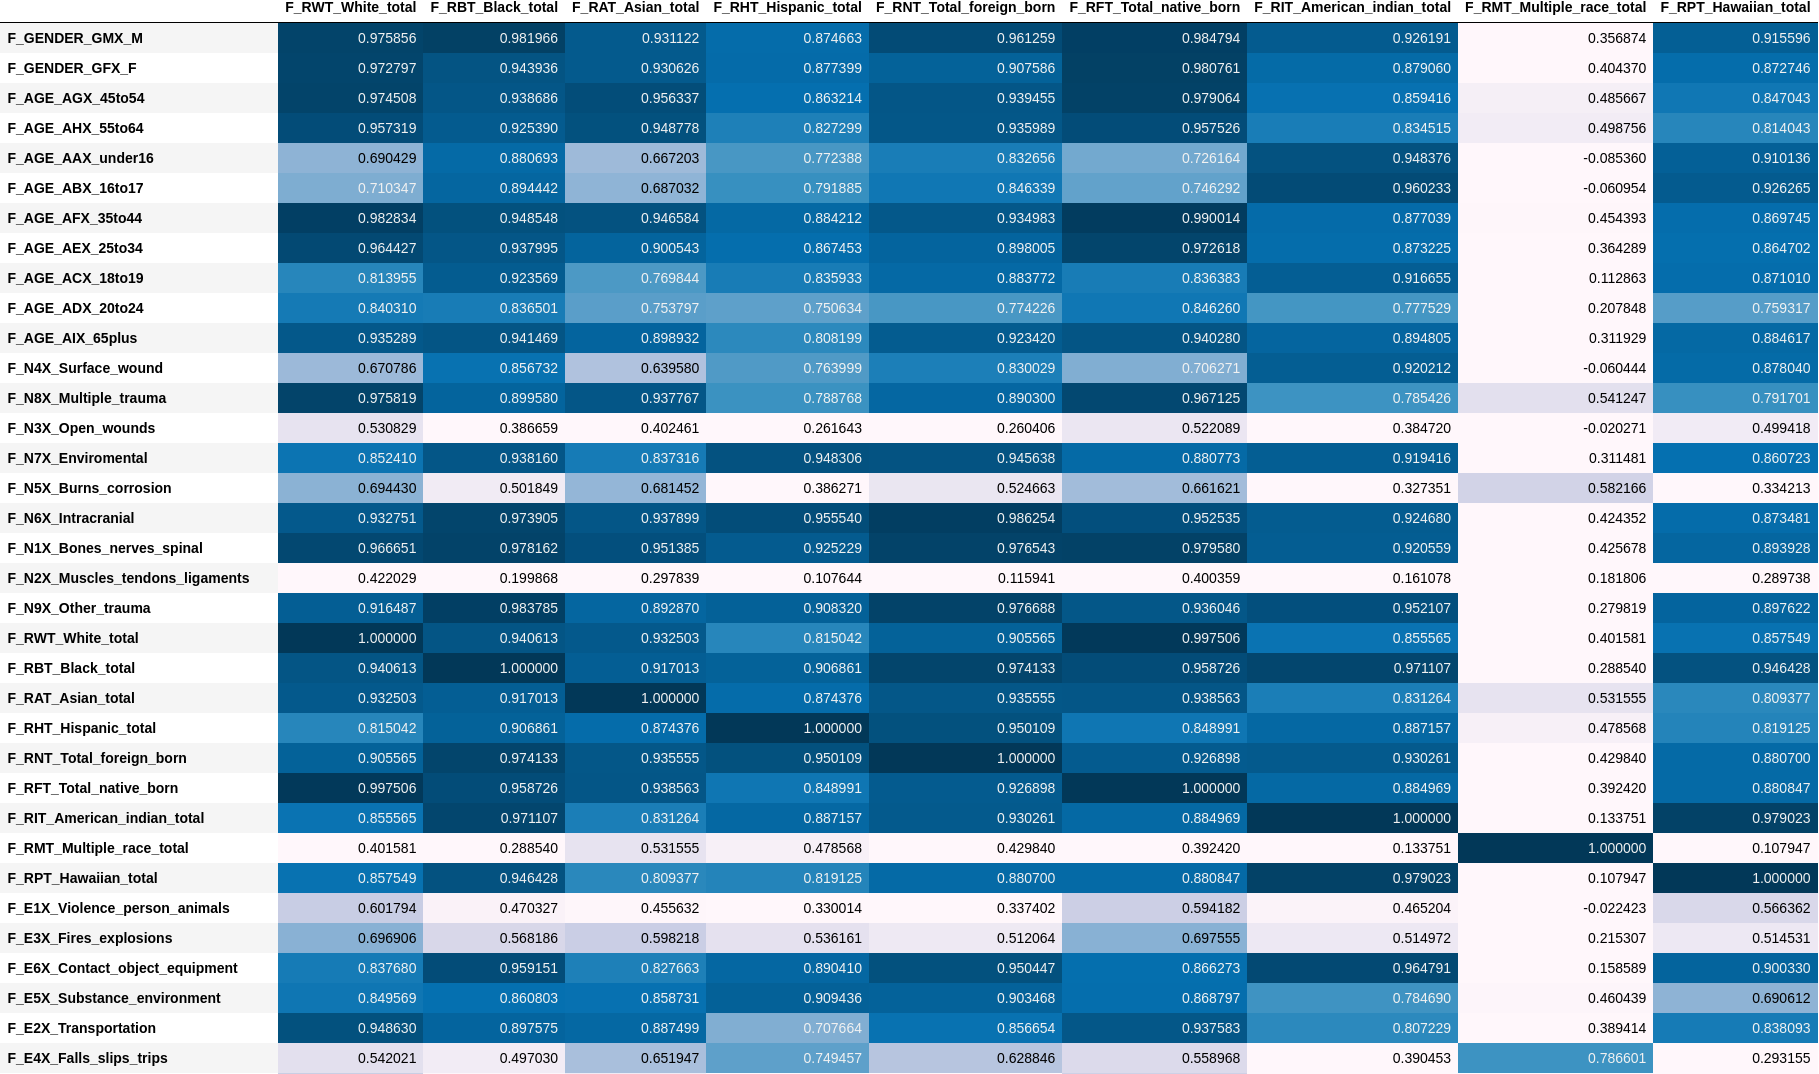 F_RWT_White_total F_RBT_Black_total F_RAT_Asian_total F_RHT_Hispanic_total F_RNT_Total_foreign_born F_RFT_Total_native_born F_RIT_American_indian_total F_RMT_Multiple_race_total F_RPT_Hawaiian_total
F_GENDER_GMX_M 0.975856 0.981966 0.931122 0.874663 0.961259 0.984794 0.926191 0.356874 0.915596
F_GENDER_GFX_F 0.972797 0.943936 0.930626 0.877399 0.907586 0.980761 0.879060 0.404370 0.872746
F_AGE_AGX_45to54 0.974508 0.938686 0.956337 0.863214 0.939455 0.979064 0.859416 0.485667 0.847043
F_AGE_AHX_55to64 0.957319 0.925390 0.948778 0.827299 0.935989 0.957526 0.834515 0.498756 0.814043
F_AGE_AAX_under16 0.690429 0.880693 0.667203 0.772388 0.832656 0.726164 0.948376 -0.085360 0.910136
F_AGE_ABX_16to17 0.710347 0.894442 0.687032 0.791885 0.846339 0.746292 0.960233 -0.060954 0.926265
F_AGE_AFX_35to44 0.982834 0.948548 0.946584 0.884212 0.934983 0.990014 0.877039 0.454393 0.869745
F_AGE_AEX_25to34 0.964427 0.937995 0.900543 0.867453 0.898005 0.972618 0.873225 0.364289 0.864702
F_AGE_ACX_18to19 0.813955 0.923569 0.769844 0.835933 0.883772 0.836383 0.916655 0.112863 0.871010
F_AGE_ADX_20to24 0.840310 0.836501 0.753797 0.750634 0.774226 0.846260 0.777529 0.207848 0.759317
F_AGE_AIX_65plus 0.935289 0.941469 0.898932 0.808199 0.923420 0.940280 0.894805 0.311929 0.884617
F_N4X_Surface_wound 0.670786 0.856732 0.639580 0.763999 0.830029 0.706271 0.920212 -0.060444 0.878040
F_N8X_Multiple_trauma 0.975819 0.899580 0.937767 0.788768 0.890300 0.967125 0.785426 0.541247 0.791701
F_N3X_Open_wounds 0.530829 0.386659 0.402461 0.261643 0.260406 0.522089 0.384720 -0.020271 0.499418
F_N7X_Enviromental 0.852410 0.938160 0.837316 0.948306 0.945638 0.880773 0.919416 0.311481 0.860723
F_N5X_Burns_corrosion 0.694430 0.501849 0.681452 0.386271 0.524663 0.661621 0.327351 0.582166 0.334213
F_N6X_Intracranial 0.932751 0.973905 0.937899 0.955540 0.986254 0.952535 0.924680 0.424352 0.873481
F_N1X_Bones_nerves_spinal 0.966651 0.978162 0.951385 0.925229 0.976543 0.979580 0.920559 0.425678 0.893928
F_N2X_Muscles_tendons_ligaments 0.422029 0.199868 0.297839 0.107644 0.115941 0.400359 0.161078 0.181806 0.289738
F_N9X_Other_trauma 0.916487 0.983785 0.892870 0.908320 0.976688 0.936046 0.952107 0.279819 0.897622
F_RWT_White_total 1.000000 0.940613 0.932503 0.815042 0.905565 0.997506 0.855565 0.401581 0.857549
F_RBT_Black_total 0.940613 1.000000 0.917013 0.906861 0.974133 0.958726 0.971107 0.288540 0.946428
F_RAT_Asian_total 0.932503 0.917013 1.000000 0.874376 0.935555 0.938563 0.831264 0.531555 0.809377
F_RHT_Hispanic_total 0.815042 0.906861 0.874376 1.000000 0.950109 0.848991 0.887157 0.478568 0.819125
F_RNT_Total_foreign_born 0.905565 0.974133 0.935555 0.950109 1.000000 0.926898 0.930261 0.429840 0.880700
F_RFT_Total_native_born 0.997506 0.958726 0.938563 0.848991 0.926898 1.000000 0.884969 0.392420 0.880847
F_RIT_American_indian_total 0.855565 0.971107 0.831264 0.887157 0.930261 0.884969 1.000000 0.133751 0.979023
F_RMT_Multiple_race_total 0.401581 0.288540 0.531555 0.478568 0.429840 0.392420 0.133751 1.000000 0.107947
F_RPT_Hawaiian_total 0.857549 0.946428 0.809377 0.819125 0.880700 0.880847 0.979023 0.107947 1.000000
F_E1X_Violence_person_animals 0.601794 0.470327 0.455632 0.330014 0.337402 0.594182 0.465204 -0.022423 0.566362
F_E3X_Fires_explosions 0.696906 0.568186 0.598218 0.536161 0.512064 0.697555 0.514972 0.215307 0.514531
F_E6X_Contact_object_equipment 0.837680 0.959151 0.827663 0.890410 0.950447 0.866273 0.964791 0.158589 0.900330
F_E5X_Substance_environment 0.849569 0.860803 0.858731 0.909436 0.903468 0.868797 0.784690 0.460439 0.690612
F_E2X_Transportation 0.948630 0.897575 0.887499 0.707664 0.856654 0.937583 0.807229 0.389414 0.838093
F_E4X_Falls_slips_trips 0.542021 0.497030 0.651947 0.749457 0.628846 0.558968 0.390453 0.786601 0.293155